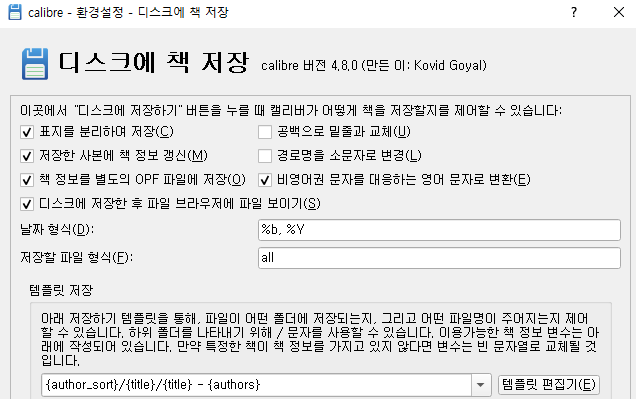 calibre - 환경설정 - 디스크에 책 저장
디스크에 책 저장 calibre 버전 4.8.0 (만든 이: Kovid Goyal)
이곳에서 "디스크에 저장하기" 버튼을 누를 때 캘리버가 어떻게 책을 저장할지를 제어할 수 있습니다:
표지를 분리하여 저장(C) 공백으로 밑줄과 교체(U)
저장한 사본에 책 정보 갱신(M) 경로명을 소문자로 변경(L)
책 정보를 별도의 OPF 파일에 저장(O) 비영어권 문자를 대응하는 영어 문자로 변환(E)
디스크에 저장한 후 파일 브라우저에 파일 보이기(S)
날짜 형식(D): %b, %Y
저장할 파일 형식(F): all
템플릿 저장
아래 저장하기 템플릿을 통해, 파일이 어떤 폴더에 저장되는지, 그리고 어떤 파일명이 주어지는지 제어
할 수 있습니다. 하위 폴더를 나타내기 위해 / 문자를 사용할 수 있습니다. 이용가능한 책 정보 변수는 아
래에 작성되어 있습니다. 만약 특정한 책이 책 정보를 가지고 있지 않다면 변수는 빈 문자열로 교체될 것
입니다.
{author_sort}/{title}/{title} - {authors} 템플릿 편집기(E)